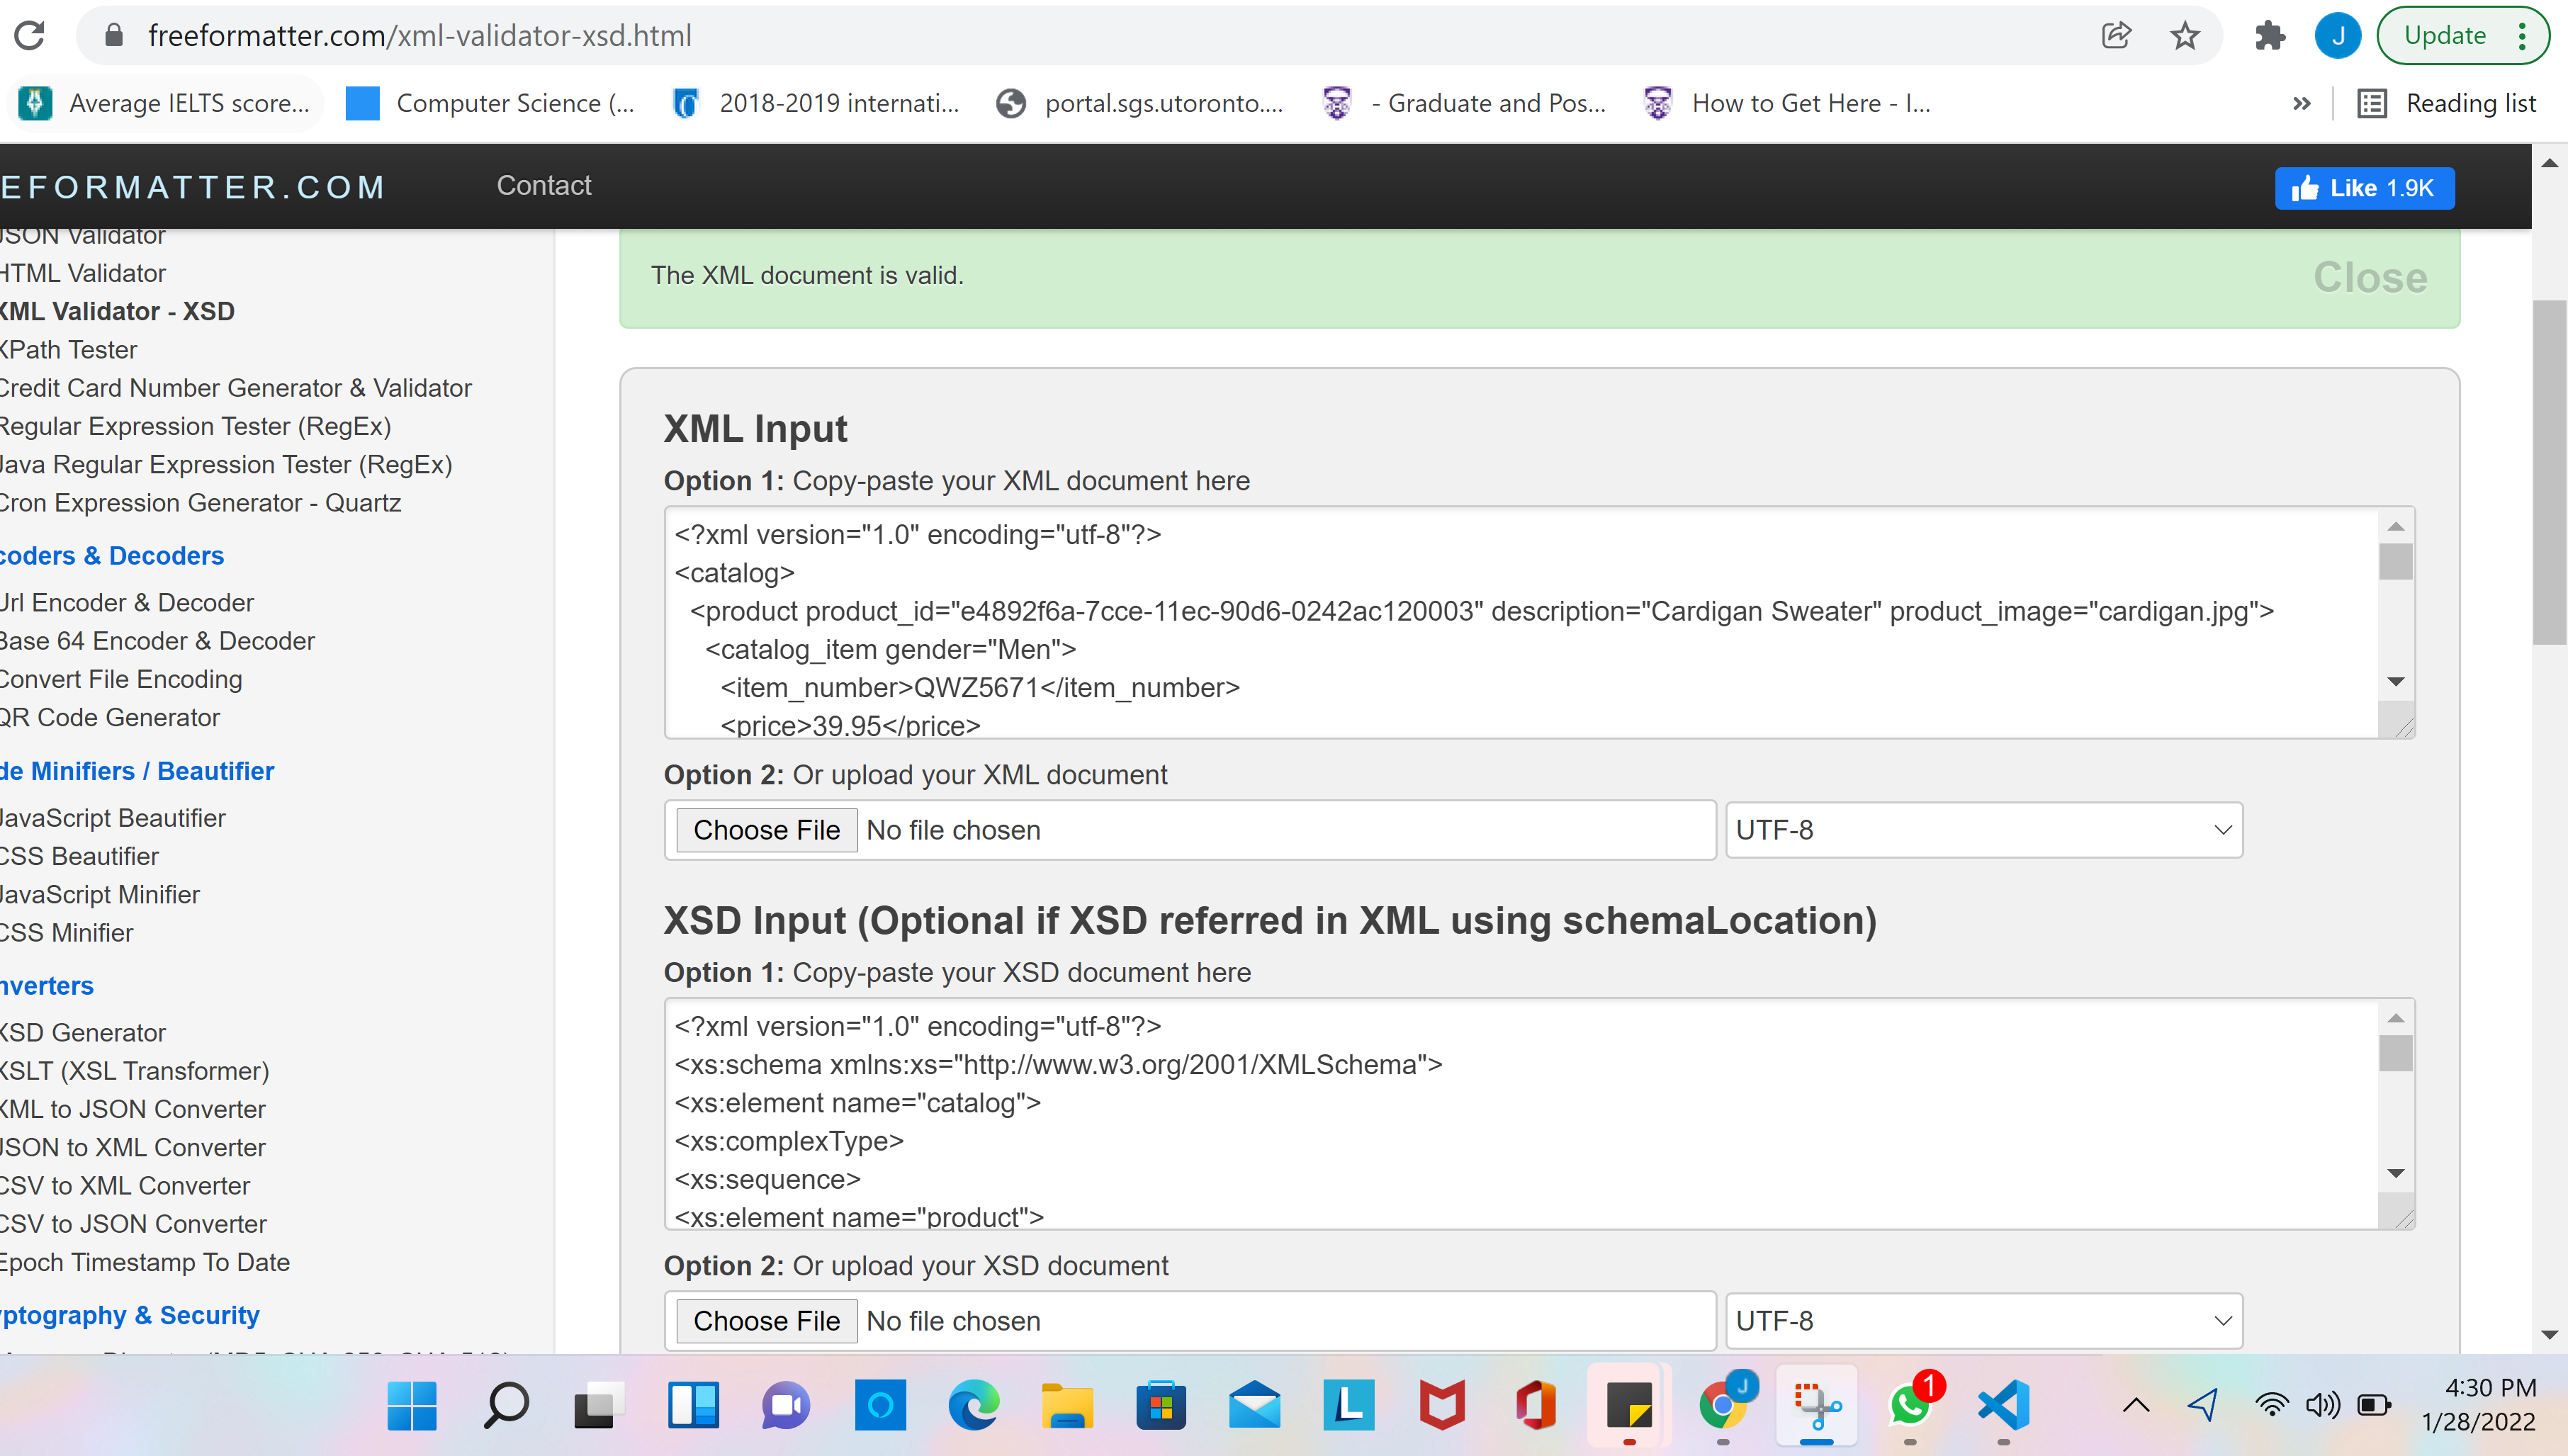 freeformatter.com/xml-validator-xsd.html
J
Update
Average IELTS score...
Computer Science (...
2018-2019 internati...
portal.sgs.utoronto....
- Graduate and Pos...
How to Get Here - I...
»
Reading list
EFORMATTER.COM
Contact
Like 1.9K
JSON Validator
HTML Validator
XML Validator - XSD
XPath Tester
Credit Card Number Generator & Validator
Regular Expression Tester (RegEx)
Java Regular Expression Tester (RegEx)
Cron Expression Generator - Quartz
coders & Decoders
Url Encoder & Decoder
Base 64 Encoder & Decoder
Convert File Encoding
QR Code Generator
de Minifiers / Beautifier
JavaScript Beautifier
CSS Beautifier
JavaScript Minifier
CSS Minifier
nverters
XSD Generator
XSLT (XSL Transformer)
XML to JSON Converter
JSON to XML Converter
CSV to XML Converter
CSV to JSON Converter
Epoch Timestamp To Date
yptography & Security
The XML document is valid.
Close
XML Input
Option 1: Copy-paste your XML document here
<?xml version="1.0" encoding="utf-8"?>
<catalog>
<product product_id="e4892f6a-7cce-11ec-90d6-0242ac120003" description="Cardigan Sweater" product_image="cardigan.jpg">
<catalog_item gender="Men">
<item_number>QWZ5671</item_number>
<price>39.95</price>
Option 2: Or upload your XML document
Choose File No file chosen
UTF-8
XSD Input (Optional if XSD referred in XML using schemaLocation)
Option 1: Copy-paste your XSD document here
<?xml version="1.0" encoding="utf-8"?>
<xs:schema xmlns:xs="http://www.w3.org/2001/XMLSchema">
<xs:element name="catalog">
<xs:complexType>
<xs:sequence>
<xs:element name="product">
Option 2: Or upload your XSD document
Choose File No file chosen
UTF-8
L
J
1
4:30 PM
1/28/2022